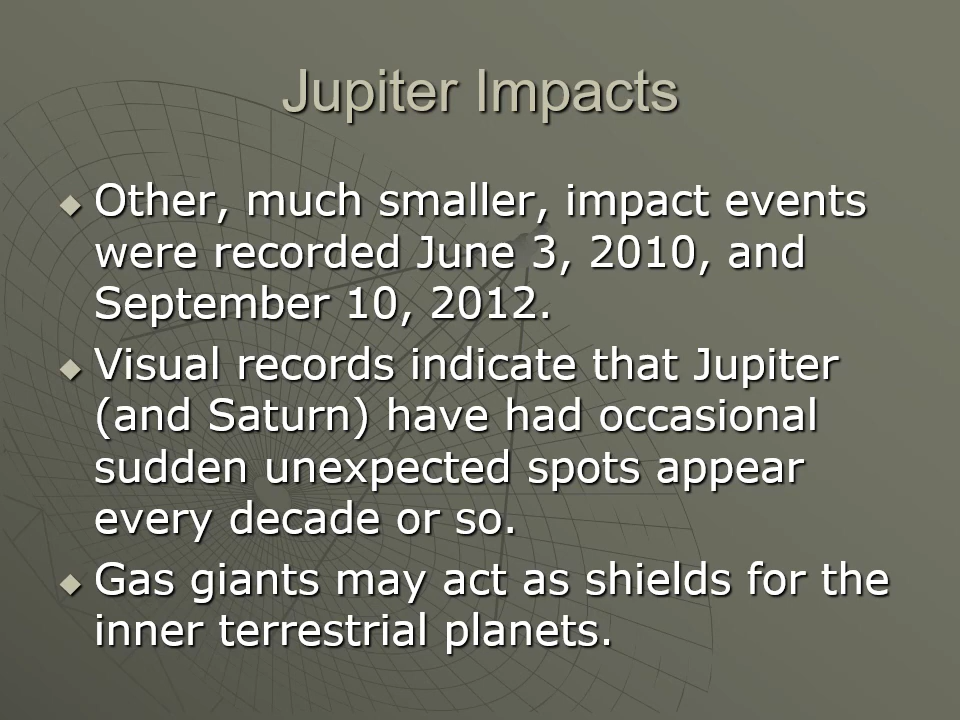 Jupiter Impacts
Other, much smaller, impact events
were recorded June 3, 2010, and
September 10, 2012.
Visual records indicate that Jupiter
(and Saturn) have had occasional
sudden unexpected spots appear
every decade or so.
Gas giants may act as shields for the
inner terrestrial planets.